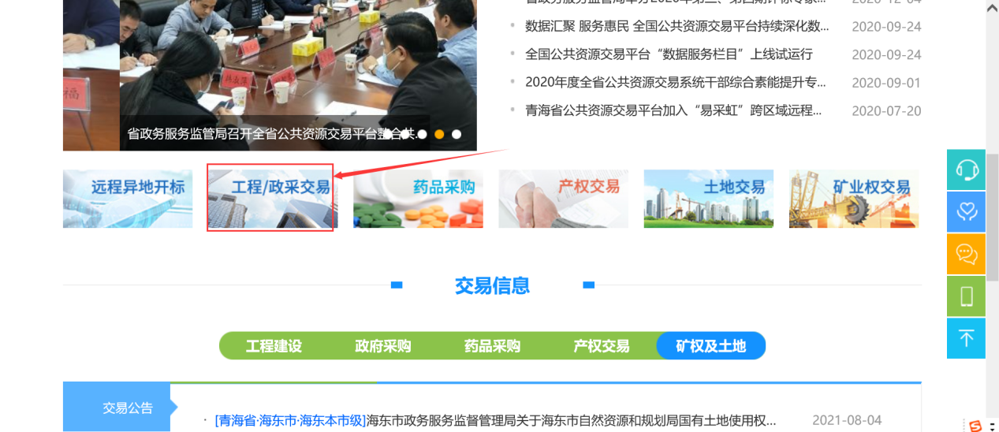 2020-12-04
数据汇聚 服务惠民 全国公共资源交易平台持续深化数... 2020-09-24
全国公共资源交易平台“数据服务栏目”上线试运行 2020-09-24
2020年度全省公共资源交易系统干部综合素能提升专... 2020-09-01
青海省公共资源交易平台加入“易采虹”跨区域远程... 2020-07-20
福
省政务服务监管局召开全省公共资源交易平台整合共...
远程异地开标 工程/政采交易 药品采购 产权交易 土地交易 矿业权交易
交易信息
工程建设 政府采购 药品采购 产权交易 矿权及土地
交易公告
· [青海省·海东市·海东本市级]海东市政务服务监督管理局关于海东市自然资源和规划局国有土地使用权... 2021-08-04